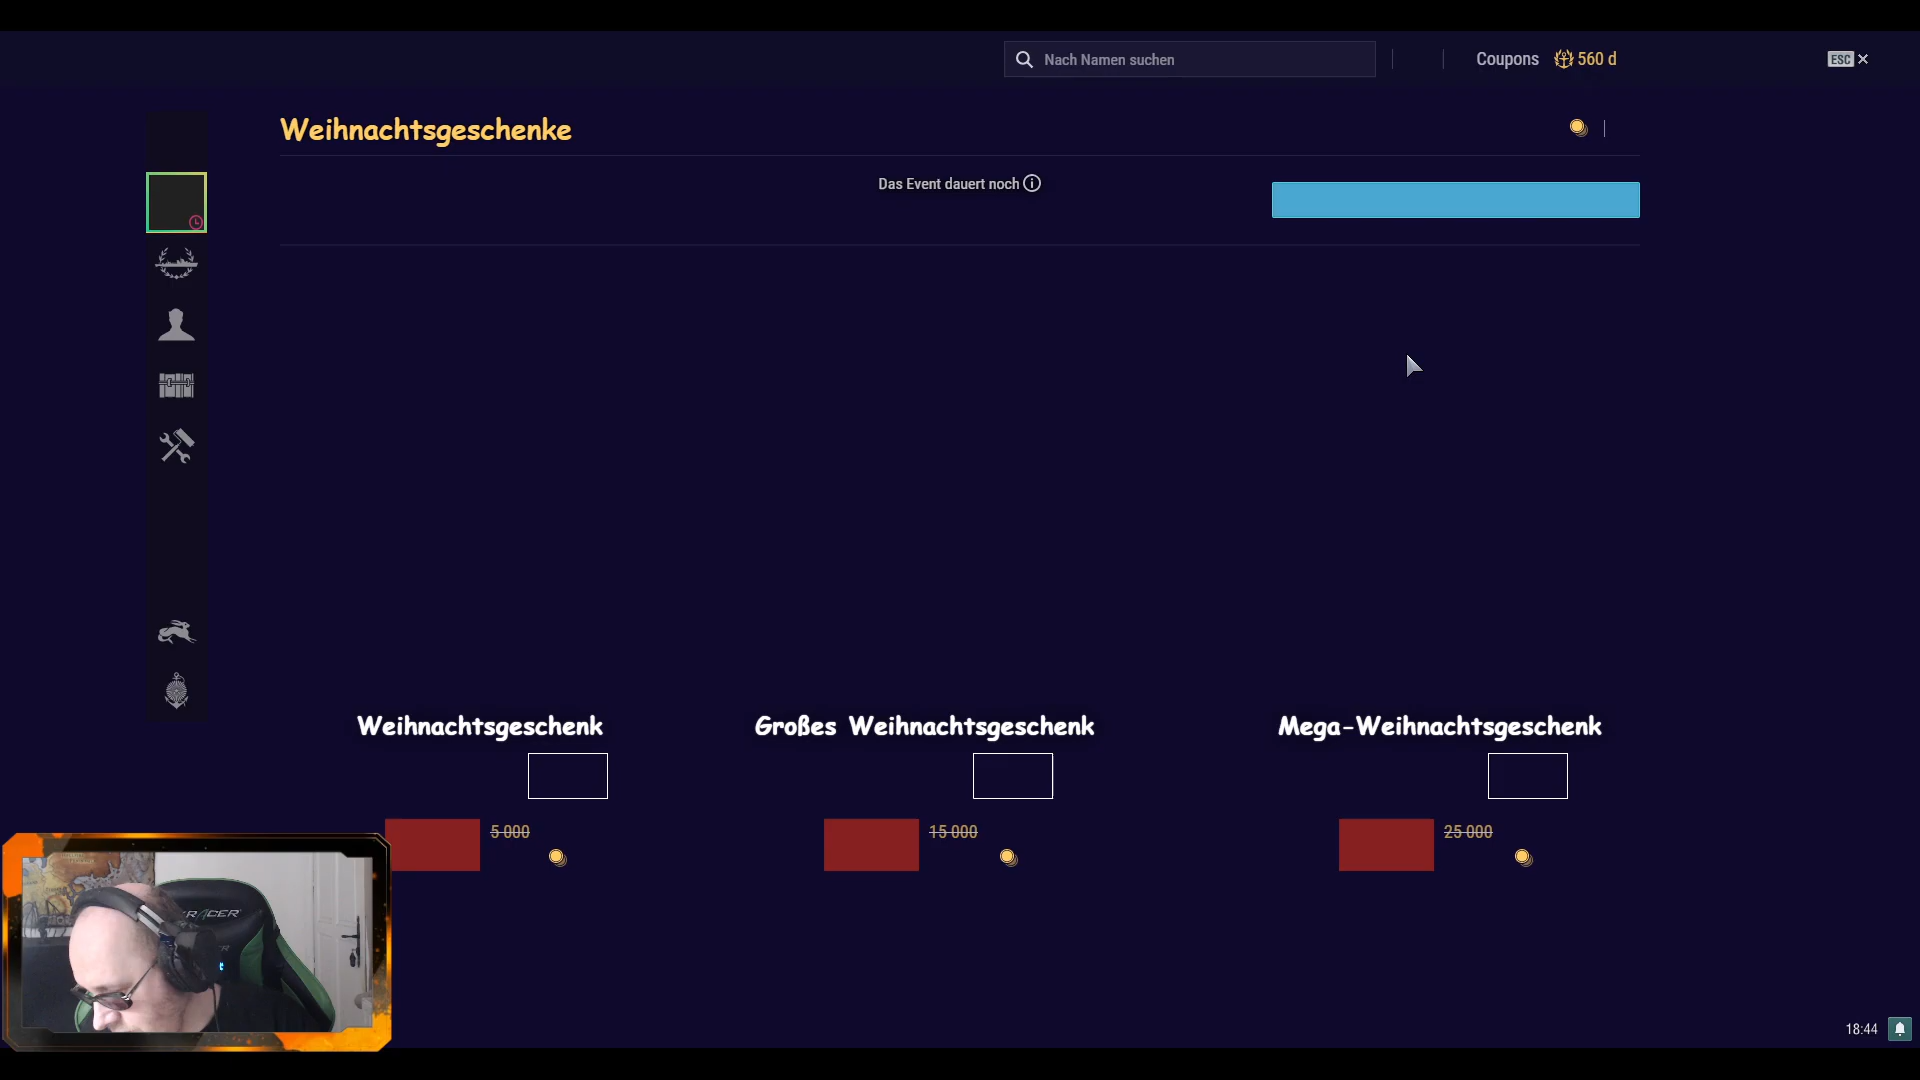 Nach Namen suchen
Coupons 560 d
ESC
Weihnachtsgeschenke
Das Event dauert noch
Weihnachtsgeschenk
Großes Weihnachtsgeschenk
Mega-Weihnachtsgeschenk
5 000
15 000
25 000
18:44